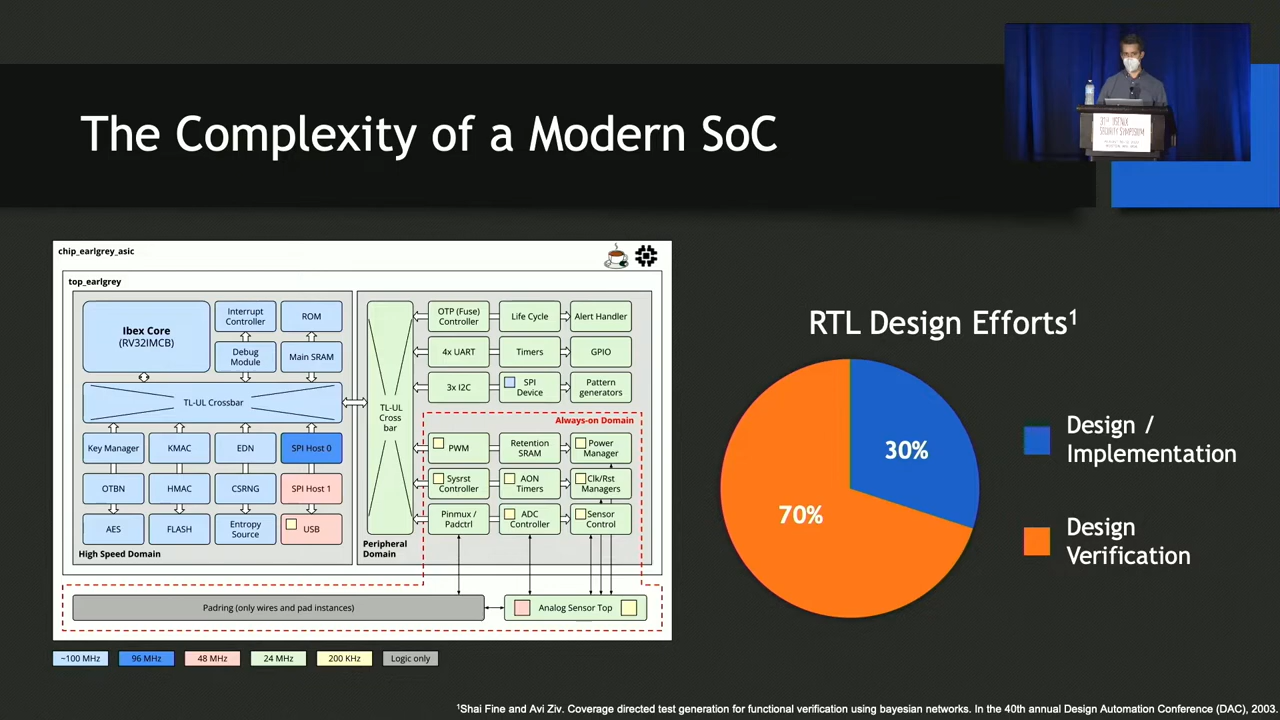 The Complexity of a Modern SoC
31st USENIX
SECURITY SYMPOSIUM
chip_earlgrey_asic
top_earlgrey
Ibex Core
(RV32IMCB)
Interrupt
Controller
ROM
Debug
Module
Main SRAM
TL-UL Crossbar
Key Manager
KMAC
EDN
SPI Host 0
OTBN
HMAC
CSRNG
SPI Host 1
AES
FLASH
Entropy
Source
USB
High Speed Domain
TL-UL
Cross
bar
Peripheral
Domain
OTP (Fuse)
Controller
Life Cycle
Alert Handler
4x UART
Timers
GPIO
3x I2C
SPI
Device
Pattern
generators
Always-on Domain
PWM
Retention
SRAM
Power
Manager
Sysrst
Controller
AON
Timers
Clk/Rst
Managers
Pinmux /
Padctrl
ADC
Controller
Sensor
Control
Padring (only wires and pad instances)
Analog Sensor Top
~100 MHz
96 MHz
48 MHz
24 MHz
200 KHz
Logic only
RTL Design Efforts¹
30%
70%
Design /
Implementation
Design
Verification
¹Shai Fine and Avi Ziv. Coverage directed test generation for functional verification using bayesian networks. In the 40th annual Design Automation Conference (DAC), 2003.